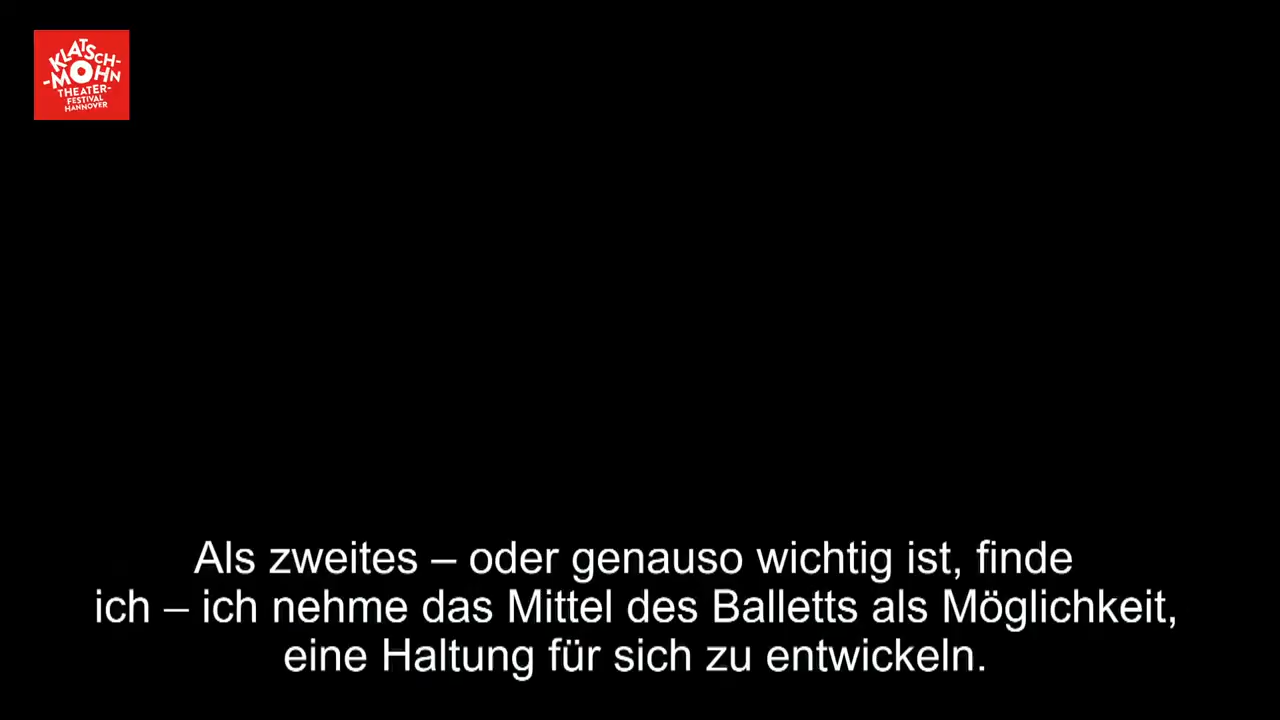 KLATSCH-
-MOHN
THEATER-
FESTIVAL
HANNOVER
Als zweites – oder genauso wichtig ist, finde
ich – ich nehme das Mittel des Balletts als Möglichkeit,
eine Haltung für sich zu entwickeln.